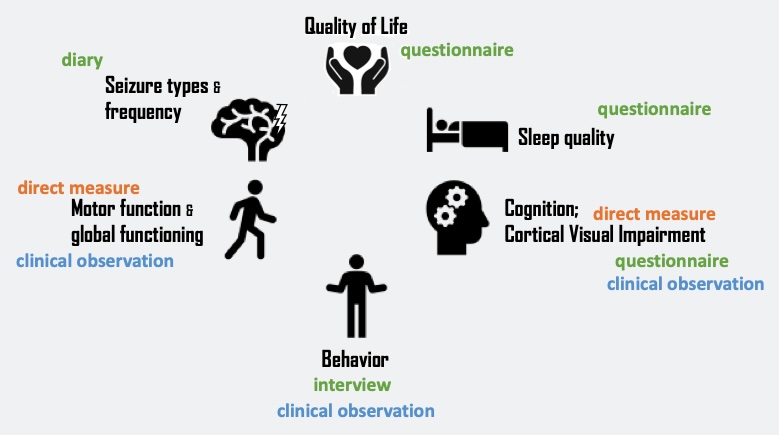 Quality of Life
questionnaire
diary
Seizure types &
frequency
questionnaire
Sleep quality
direct measure
Motor function &
global functioning
clinical observation
Cognition; direct measure
Cortical Visual Impairment
questionnaire
clinical observation
Behavior
interview
clinical observation